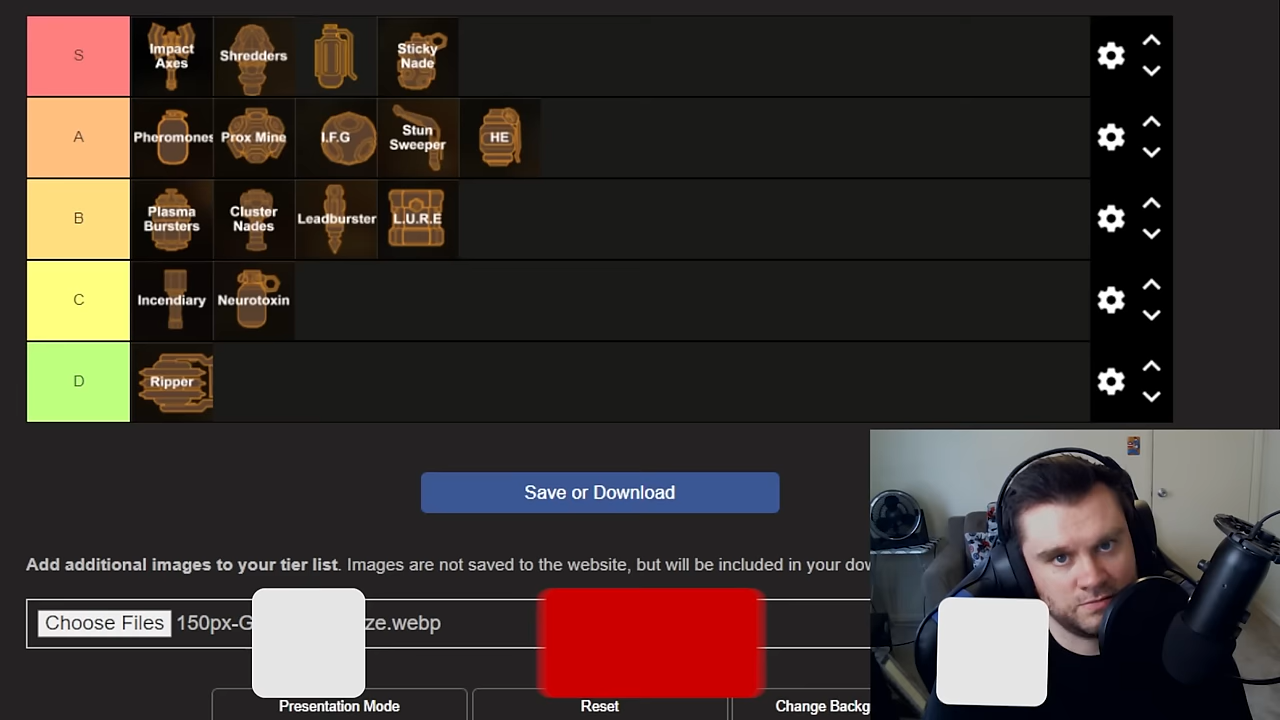 S
Impact
Axes
Shredders
Sticky
Nade
A
Pheromones
Prox Mine
I.F.G
Stun
Sweeper
HE
B
Plasma
Bursters
Cluster
Nades
Leadburster
L.U.R.E
C
Incendiary
Neurotoxin
D
Ripper
Save or Download
Add additional images to your tier list. Images are not saved to the website, but will be included in your
Choose Files 150px-G ze.webp
Presentation Mode
Reset
Change